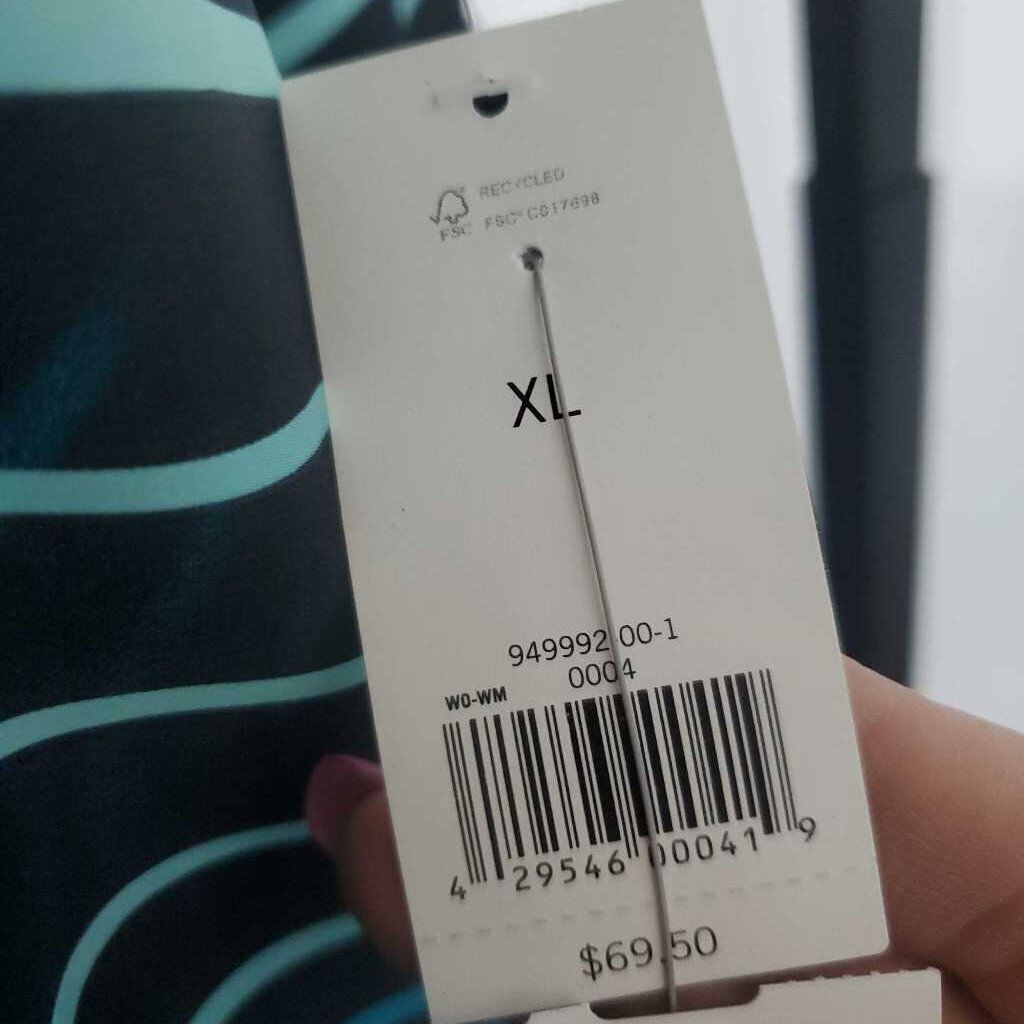 RECYCLED
FSC FSC® C017698
XL
949992 00-1
0004
W0-WM
4 29546 00041 9
$69.50